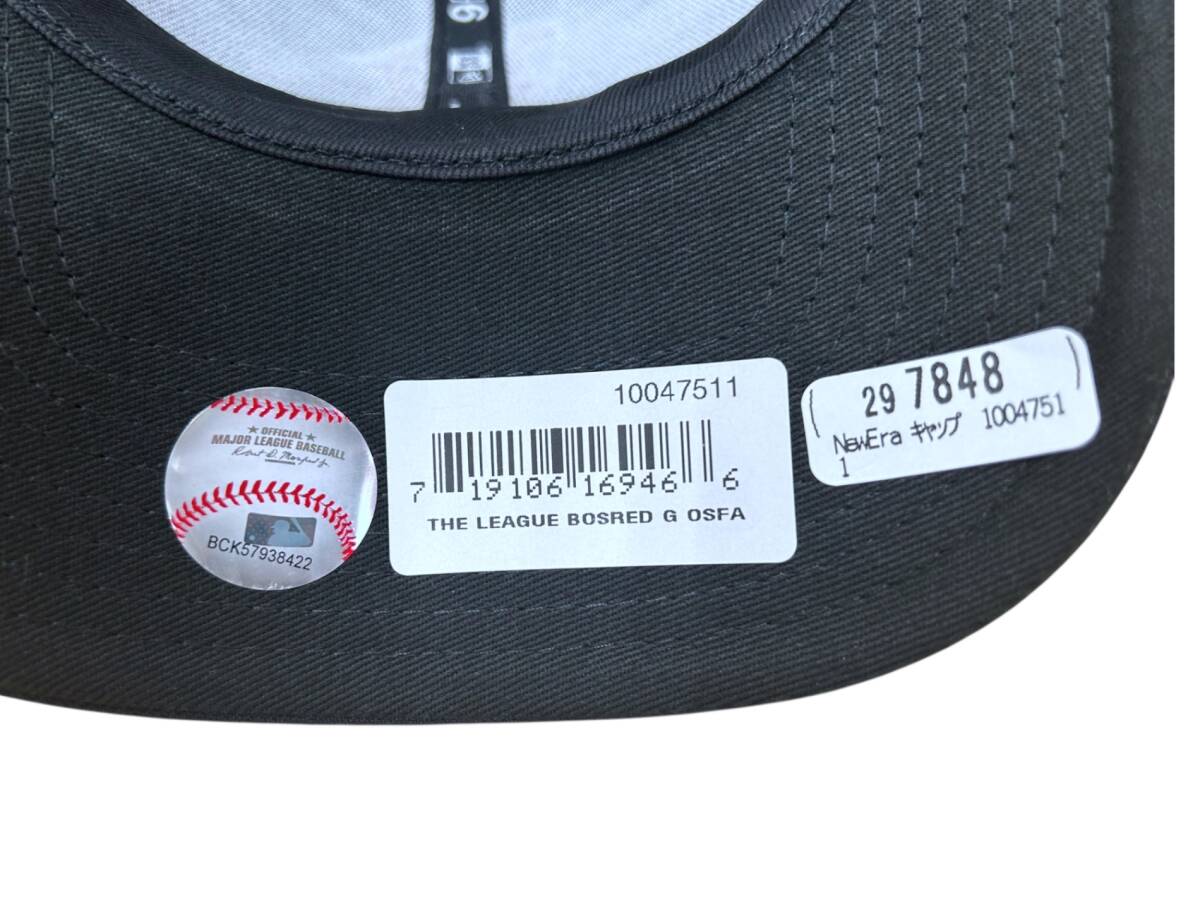 ★ OFFICIAL ★
MAJOR LEAGUE BASEBALL
BCK57938422
10047511
7 19106 16946 6
THE LEAGUE BOSRED G OSFA
29 7848
NewEra キャップ 1004751
1